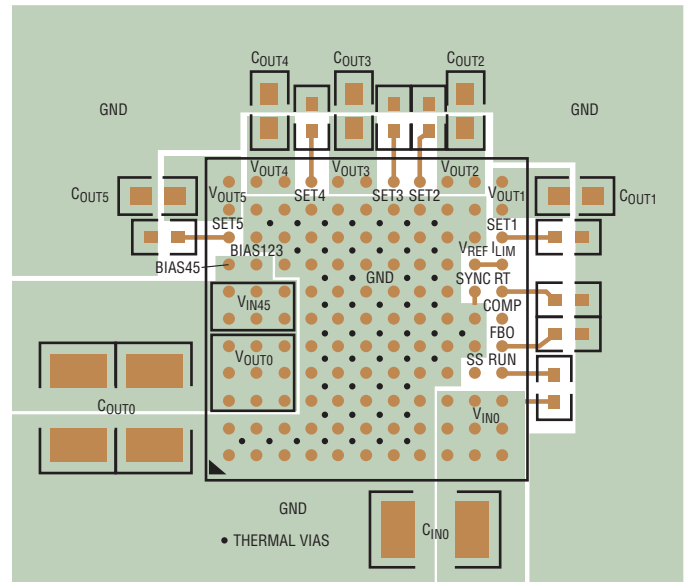 COUT4 COUT3 COUT2
GND GND
VOUT4 VOUT3 VOUT2
COUT5 VOUT5 SET4 SET3 SET2 VOUT1 COUT1
SET5 SET1
BIAS123 VREF ILIM
BIAS45 GND SYNC RT
VIN45 COMP
FBO
VOUT0 SS RUN
COUT0 VIN0
GND CIN0
• THERMAL VIAS